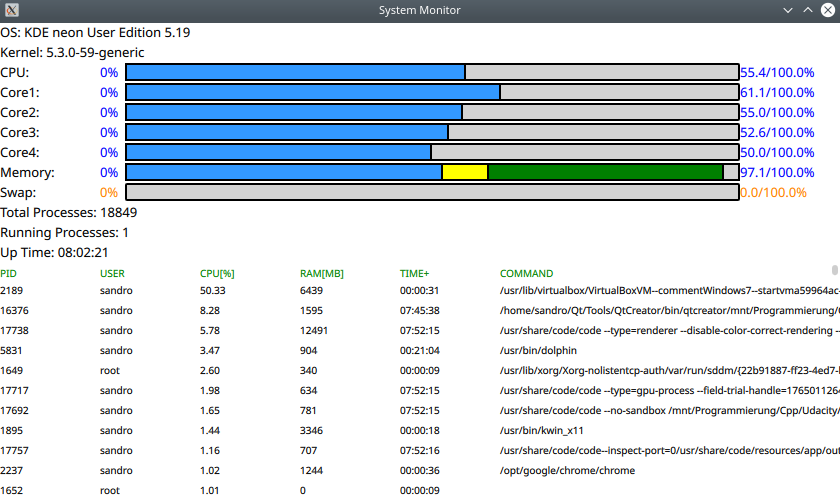 System Monitor
OS: KDE neon User Edition 5.19
Kernel: 5.3.0-59-generic
CPU: 0% 55.4/100.0%
Core1: 0% 61.1/100.0%
Core2: 0% 55.0/100.0%
Core3: 0% 52.6/100.0%
Core4: 0% 50.0/100.0%
Memory: 0% 97.1/100.0%
Swap: 0% 0.0/100.0%
Total Processes: 18849
Running Processes: 1
Up Time: 08:02:21
PID USER CPU[%] RAM[MB] TIME+ COMMAND
2189 sandro 50.33 6439 00:00:31 /usr/lib/virtualbox/VirtualBoxVM--commentWindows7--startvma59964ac-
16376 sandro 8.28 1595 07:45:38 /home/sandro/Qt/Tools/QtCreator/bin/qtcreator/mnt/Programmierung/
17738 sandro 5.78 12491 07:52:15 /usr/share/code/code --type=renderer --disable-color-correct-rendering -
5831 sandro 3.47 904 00:21:04 /usr/bin/dolphin
1649 root 2.60 340 00:00:09 /usr/lib/xorg/Xorg-nolistentcp-auth/var/run/sddm/{22b91887-ff23-4ed7-
17717 sandro 1.98 634 07:52:15 /usr/share/code/code --type=gpu-process --field-trial-handle=176501126
17692 sandro 1.65 781 07:52:15 /usr/share/code/code --no-sandbox /mnt/Programmierung/Cpp/Udacity/
1895 sandro 1.44 3346 00:00:18 /usr/bin/kwin_x11
17757 sandro 1.16 707 07:52:16 /usr/share/code/code--inspect-port=0/usr/share/code/resources/app/out
2237 sandro 1.02 1244 00:00:36 /opt/google/chrome/chrome
1652 root 1.01 0 00:00:09